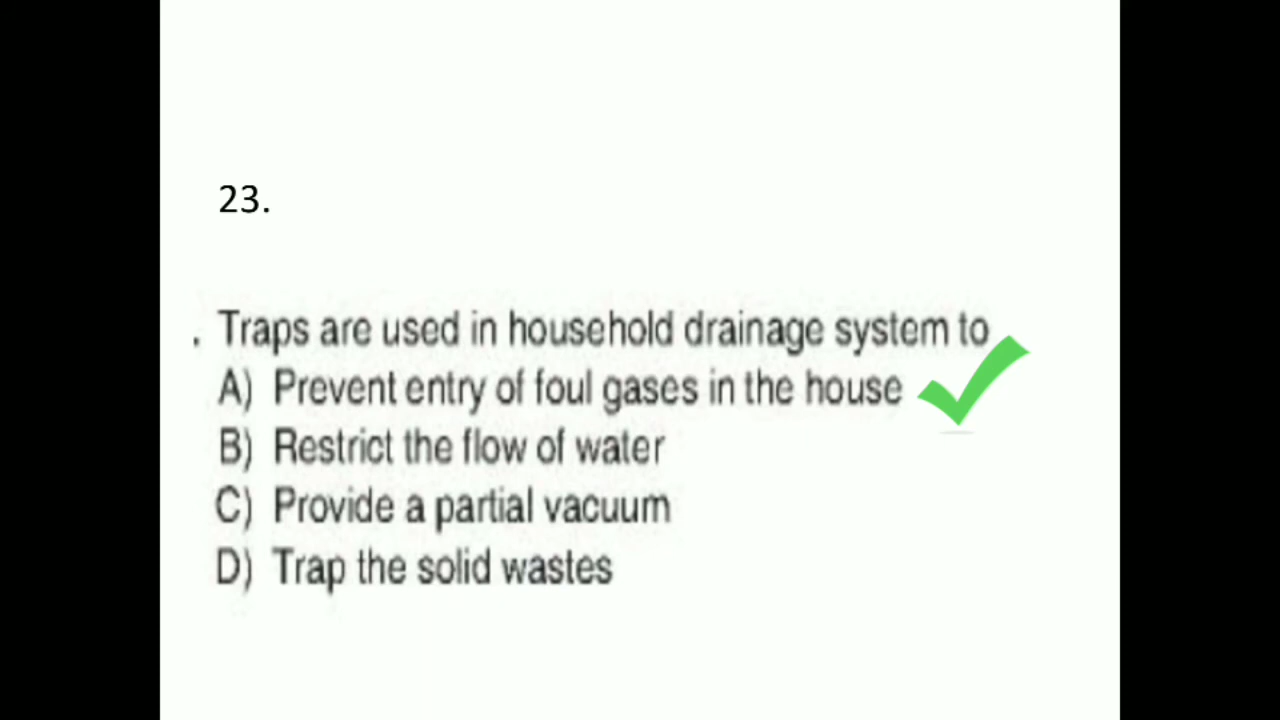 23.
. Traps are used in household drainage system to
A) Prevent entry of foul gases in the house
B) Restrict the flow of water
C) Provide a partial vacuum
D) Trap the solid wastes